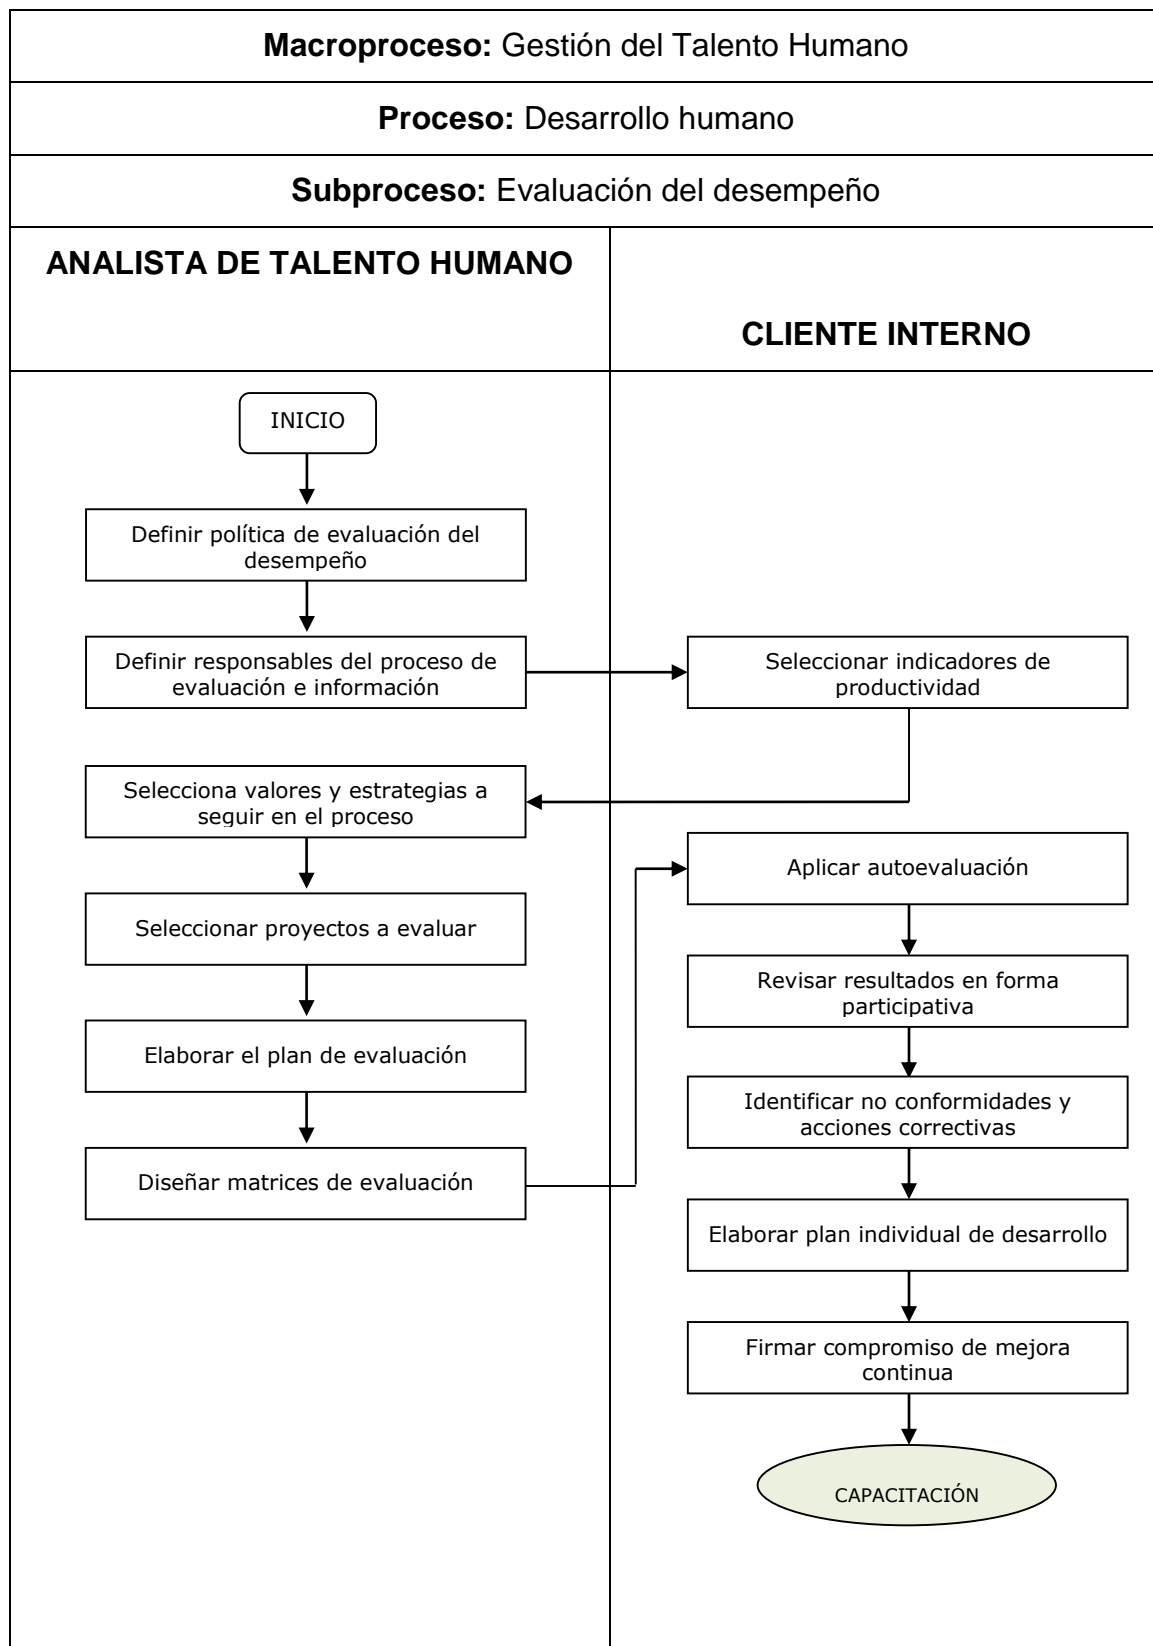 Macroproceso: Gestión del Talento Humano
Proceso: Desarrollo humano
Subproceso: Evaluación del desempeño
ANALISTA DE TALENTO HUMANO
CLIENTE INTERNO
INICIO
Definir política de evaluación del
desempeño
Definir responsables del proceso de
evaluación e información
Seleccionar indicadores de
productividad
Selecciona valores y estrategias a
seguir en el proceso
Seleccionar proyectos a evaluar
Elaborar el plan de evaluación
Diseñar matrices de evaluación
Aplicar autoevaluación
Revisar resultados en forma
participativa
Identificar no conformidades y
acciones correctivas
Elaborar plan individual de desarrollo
Firmar compromiso de mejora
continua
CAPACITACIÓN